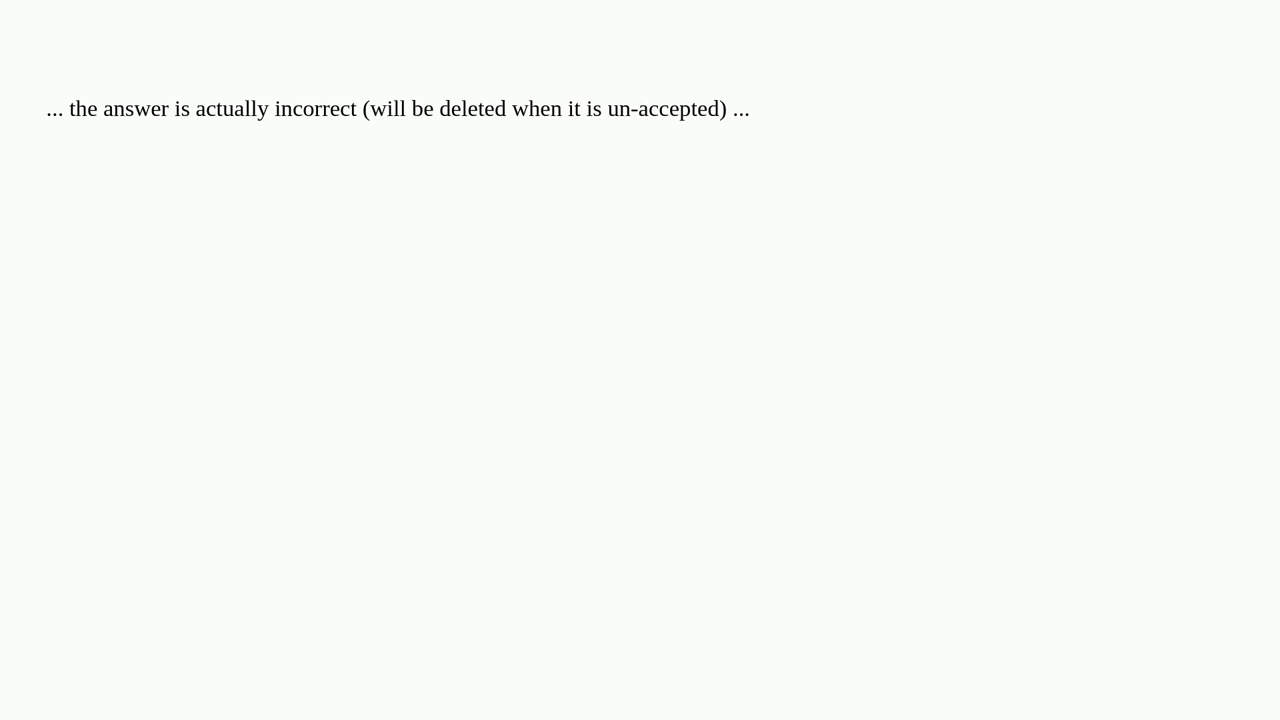 ... the answer is actually incorrect (will be deleted when it is un-accepted) ...